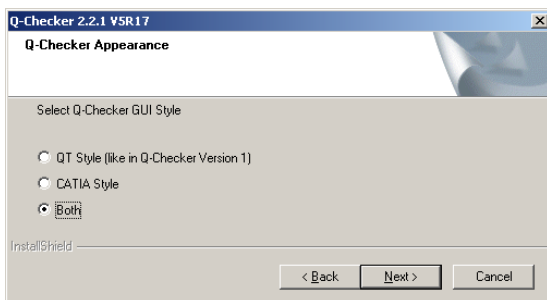 Q-Checker 2.2.1 V5R17
Q-Checker Appearance
Select Q-Checker GUI Style
QT Style (like in Q-Checker Version 1)
CATIA Style
Both
InstallShield
< Back Next > Cancel